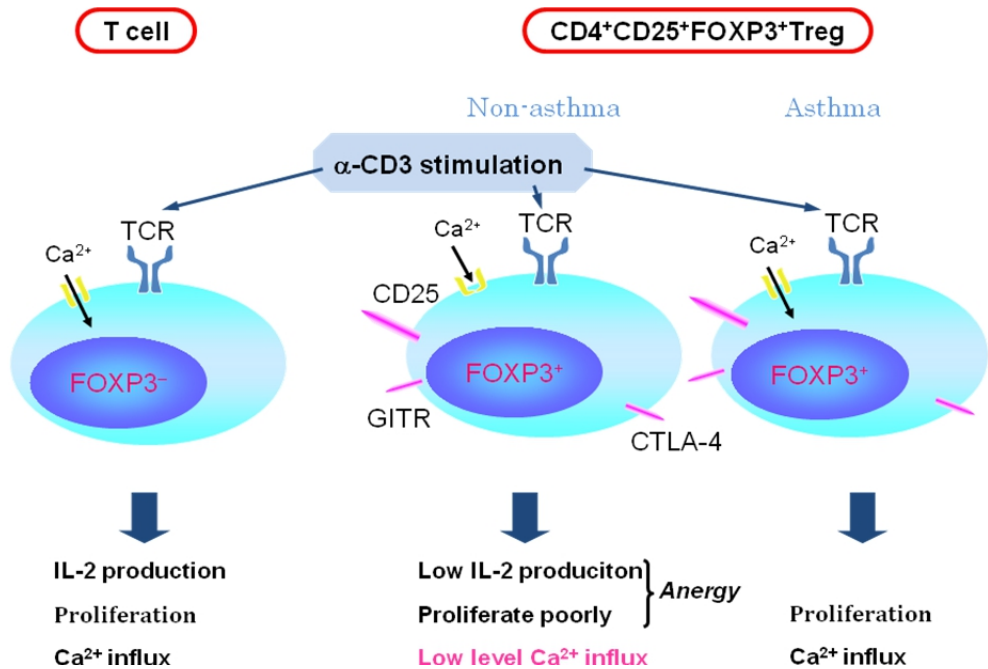 T cell
CD4⁺CD25⁺FOXP3⁺Treg
Non-asthma
Asthma
α-CD3 stimulation
TCR
Ca²⁺
FOXP3⁻
Ca²⁺
TCR
CD25
FOXP3⁺
GITR
CTLA-4
TCR
Ca²⁺
FOXP3⁺
IL-2 production
Proliferation
Ca²⁺ influx
Low IL-2 produciton
Proliferate poorly
Anergy
Low level Ca²⁺ influx
Proliferation
Ca²⁺ influx